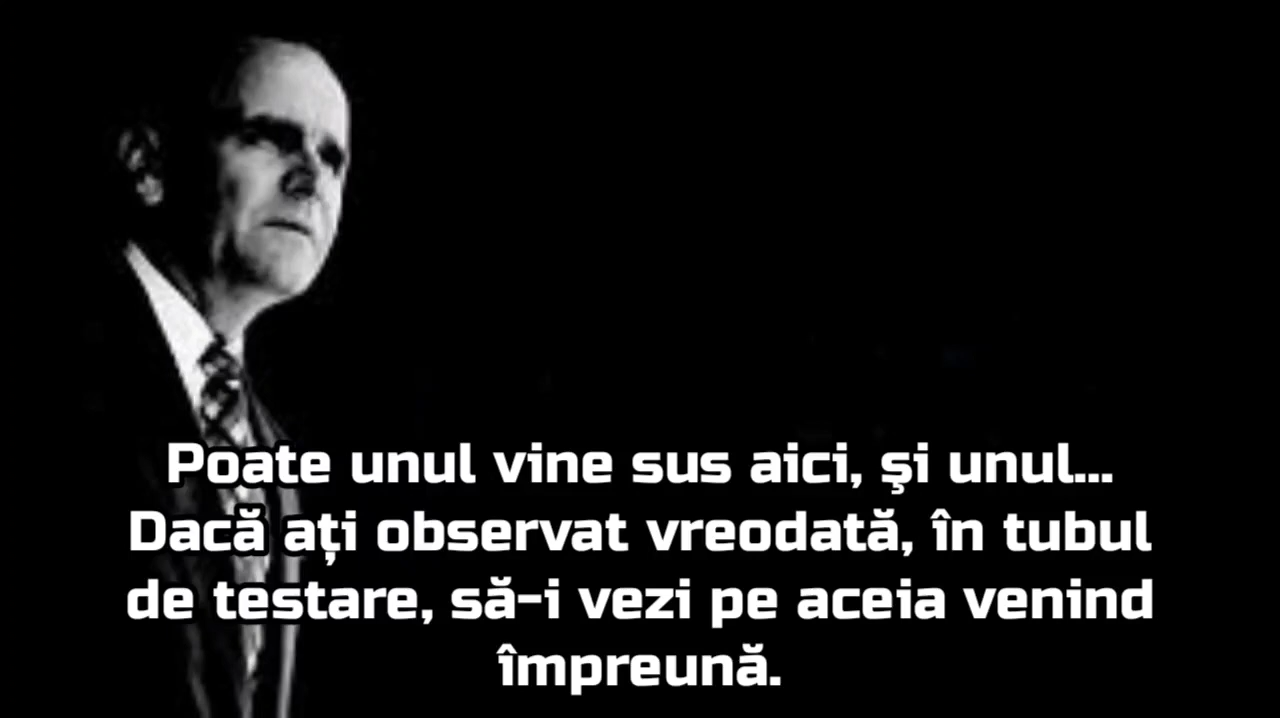 Poate unul vine sus aici, şi unul...
Dacă ați observat vreodată, în tubul
de testare, să-i vezi pe aceia venind
împreună.